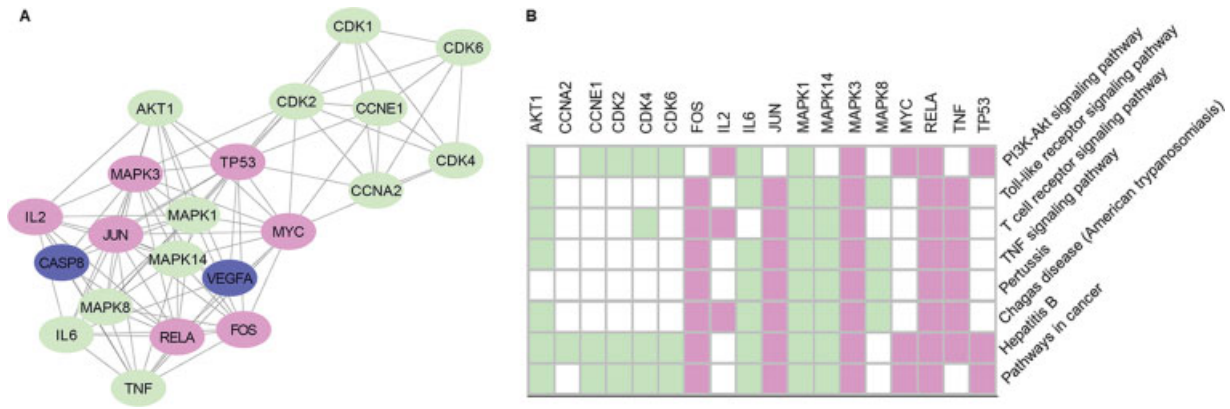 A
CDK1
CDK6
AKT1
CDK2
CCNE1
TP53
CDK4
MAPK3
CCNA2
IL2
MAPK1
JUN
MYC
CASP8
MAPK14
VEGFA
MAPK8
IL6
RELA
FOS
TNF
B
AKT1
CCNA2
CCNE1
CDK2
CDK4
CDK6
FOS
IL2
IL6
JUN
MAPK1
MAPK14
MAPK3
MAPK8
MYC
RELA
TNF
TP53
PI3K-Akt signaling pathway
Toll-like receptor signaling pathway
T cell receptor signaling pathway
TNF signaling pathway
Pertussis
Chagas disease (American trypanosomiasis)
Hepatitis B
Pathways in cancer